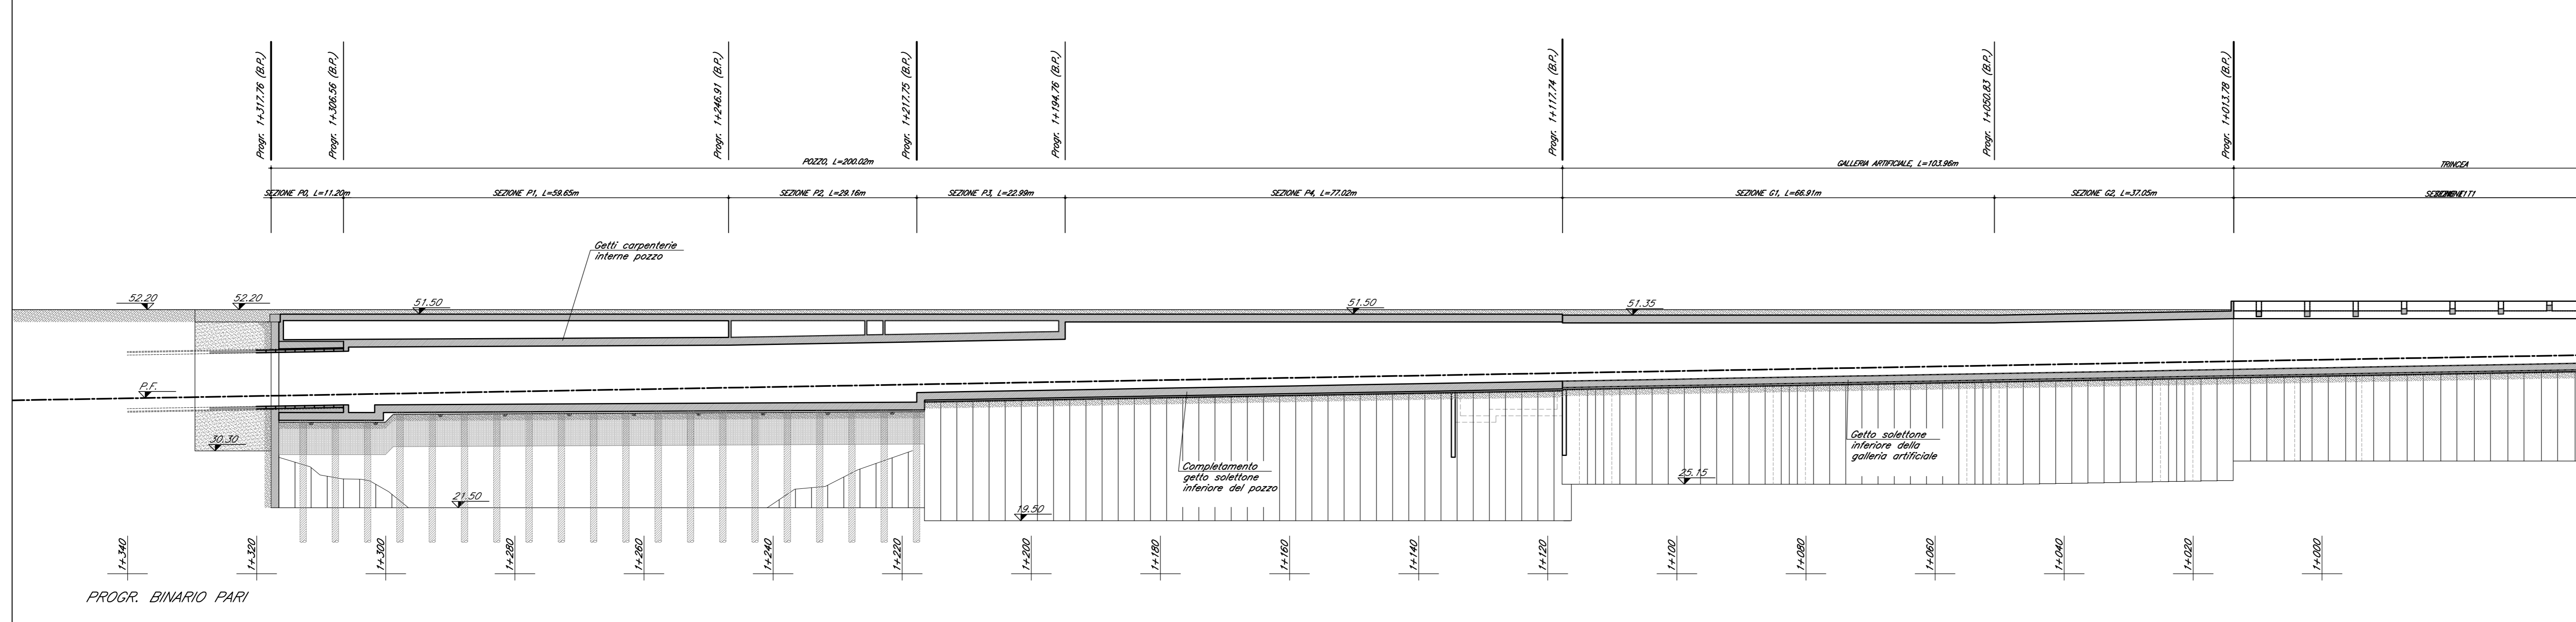 Progr. 1+317.76 (B.P.)
Progr. 1+306.56 (B.P.)
Progr. 1+246.91 (B.P.)
Progr. 1+217.75 (B.P.)
Progr. 1+194.76 (B.P.)
Progr. 1+117.74 (B.P.)
Progr. 1+050.83 (B.P.)
Progr. 1+013.78 (B.P.)
POZZO, L=200.02m
GALLERIA ARTIFICIALE, L=103.96m
TRINCEA
SEZIONE P0, L=11.20m
SEZIONE P1, L=59.65m
SEZIONE P2, L=29.16m
SEZIONE P3, L=22.99m
SEZIONE P4, L=77.02m
SEZIONE G1, L=66.91m
SEZIONE G2, L=37.05m
Getti carpenterie
interne pozzo
52.20
52.20
51.50
51.50
51.35
P.F.
30.30
21.50
19.50
25.15
Completamento
getto solettone
inferiore del pozzo
Getto solettone
inferiore della
galleria artificiale
1+340
1+320
1+300
1+280
1+260
1+240
1+220
1+200
1+180
1+160
1+140
1+120
1+100
1+080
1+060
1+040
1+020
1+000
PROGR. BINARIO PARI